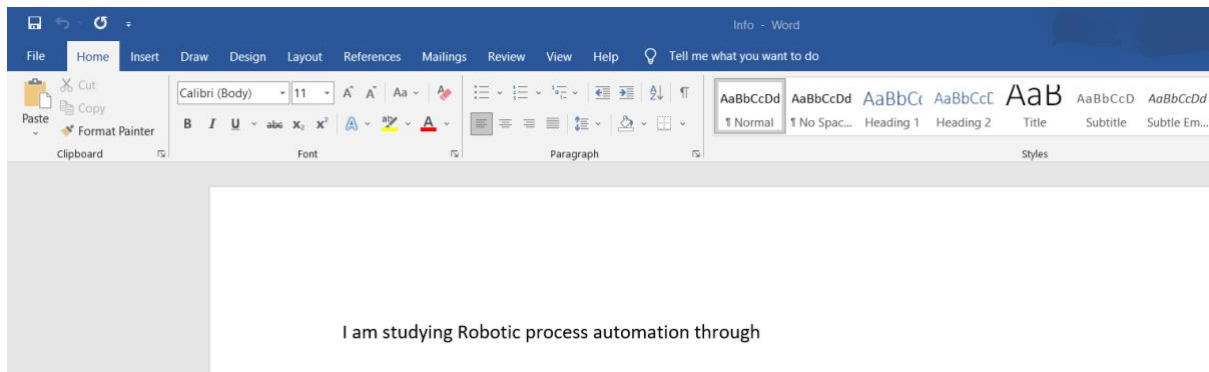 Info - Word
File Home Insert Draw Design Layout References Mailings Review View Help Tell me what you want to do
Paste
Cut
Copy
Format Painter
Clipboard
Calibri (Body) 11 A A Aa
B I U abc X₂ X² A aby A
Font
Paragraph
AaBbCcDd AaBbCcDd AaBbCc AaBbCcE AaB AaBbCcD AaBbCcDd
¶ Normal ¶ No Spac... Heading 1 Heading 2 Title Subtitle Subtle Em...
Styles
I am studying Robotic process automation through